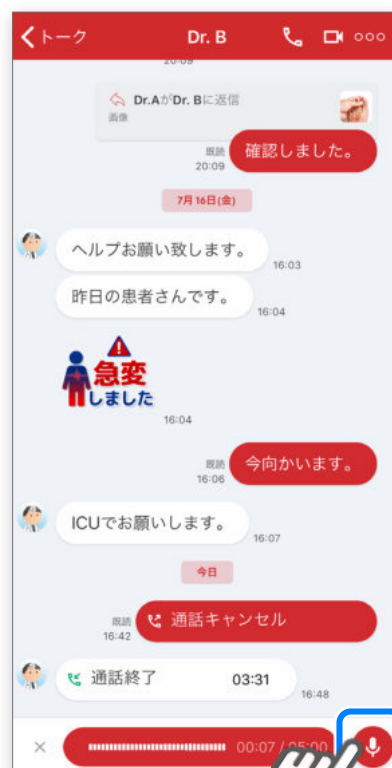 トーク
Dr. B
20:09
Dr.AがDr. Bに返信
画像
既読
20:09
確認しました。
7月16日(金)
ヘルプお願い致します。
16:03
昨日の患者さんです。
16:04
急変
しました
16:04
既読
16:06
今向かいます。
ICUでお願いします。
16:07
今日
既読
16:42
通話キャンセル
通話終了
03:31
16:48
00:07 / 05:00